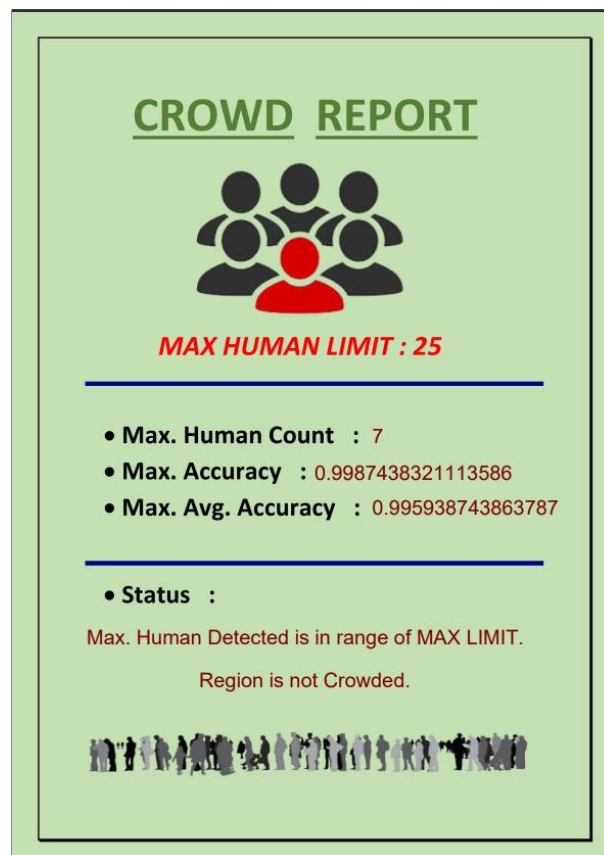 CROWD REPORT
MAX HUMAN LIMIT : 25
• Max. Human Count : 7
• Max. Accuracy : 0.9987438321113586
• Max. Avg. Accuracy : 0.995938743863787
• Status :
Max. Human Detected is in range of MAX LIMIT.
Region is not Crowded.